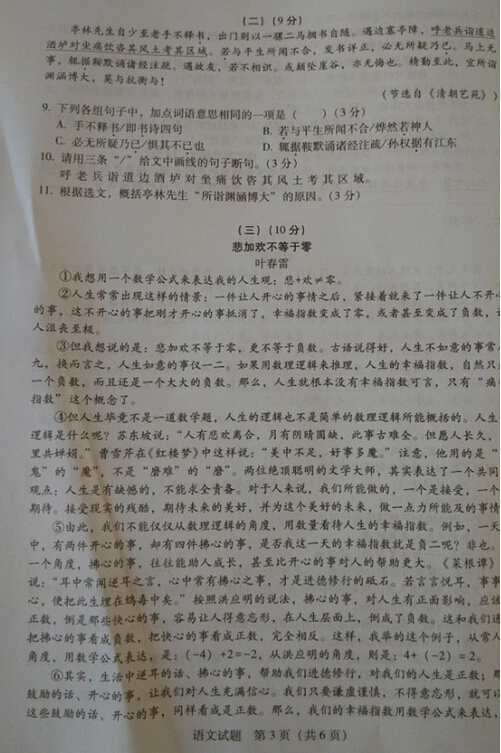 （二）（9分）
亭林先生自少至老手不释书，出门则以一骡二马捆书自随。遇边塞亭障，呼老兵诣道边
酒垆对坐痛饮咨其风土考其区域。若与平生所闻不合，发书详正，必无所疑乃已。马上无
事，辄据鞍默诵诸经注疏。遇故友，若不相识。或颠坠崖谷，亦无悔也。精勤至此，宜所诣
渊涵博大，莫与抗衡与！
（节选自《清朝艺苑》）
9. 下列各组句子中，加点词语意思相同的一项是（ ）（3分）
A. 手不释书/即书诗四句 B. 若与平生所闻不合/烨然若神人
C. 必无所疑乃已/惧其不已也 D. 辄据鞍默诵诸经注疏/孙权据有江东
10. 请用三条“/”给文中画线的句子断句。（3分）
呼老兵诣道边酒垆对坐痛饮咨其风土考其区域。
11. 根据选文，概括亭林先生“所诣渊涵博大”的原因。（3分）
（三）（10分）
悲加欢不等于零
叶春雷
①我想用一个数学公式来表达我的人生观：悲+欢≠零。
②人生常常出现这样的情景：一件让人开心的事情之后，紧接着就来了一件让人不开心
的事，这不开心的事把刚才开心的事抵消了，幸福指数变成了零，或者甚至变成了负数，
人沮丧至极。
③但我想说的是：悲加欢不等于零，更不等于负数。古语说得好，人生不如意的事常
九，换而言之，人生如意的事仅一二。如果用数理逻辑来推理，人生的幸福指数，自然只
一个负数，而且还是一个大大的负数。那么，人生就根本没有幸福指数可言，只有“痛
指数”这个概念了。
④但人生毕竟不是一道数学题，人生的逻辑也不是简单的数理逻辑所能概括的。人生
逻辑是什么呢？苏东坡说：“人有悲欢离合，月有阴晴圆缺，此事古难全。但愿人长久，
里共婵娟。”曹雪芹在《红楼梦》中这样说：“美中不足，好事多魔。”注意，他用的是“
鬼”的“魔”，不是“磨难”的“磨”。两位绝顶聪明的文学大师，其实表达了一个共同
观点：人生是有缺憾的，不能求全责备。对于人来说，我们所能做的，一个是接受，一个
期待。接受现实的残酷，期待未来的美好，并为这个美好的未来，做一点力所能及的事情
⑤由此，我们不能仅仅从数理逻辑的角度，用数量看待人生的幸福指数。例如，一天
中，有两件开心的事，却有四件拂心的事，是否我这一天的幸福指数就是负二呢？非也。
一个角度，拂心的事，往往能助人成长，甚至比开心的事对人的帮助更大。《菜根谭》
说：“耳中常闻逆耳之言，心中常有拂心之事，才是进德修行的砥石。若言言悦耳，事事
心，便把此生埋在鸩毒中矣。”按照洪应明的说法，拂心的事，对人生有正面影响，应该
正数，倒是那些快心的事，容易让人得意忘形，在人生层面上，倒成了负数。这和我们
把拂心的事看成负数，把快心的事看成正数，完全相反。这样，我举的这个例子，从常人
角度，用数学公式表达，是：(−4) +2=−2，从洪应明的角度，则是：4+ (−2) = 2。
⑥其实，生活中逆耳的话、拂心的事，帮助我们进德修行，对我们的人生是正数；那
鼓励的话、开心的事，让我们对人生充满信心。我们只要谦虚谨慎，不得意忘形，就可以
这些鼓励的话、开心的事，同样看成是正数。那么，我们的幸福指数用数学公式来表达，
语文试题 第3页（共6页）